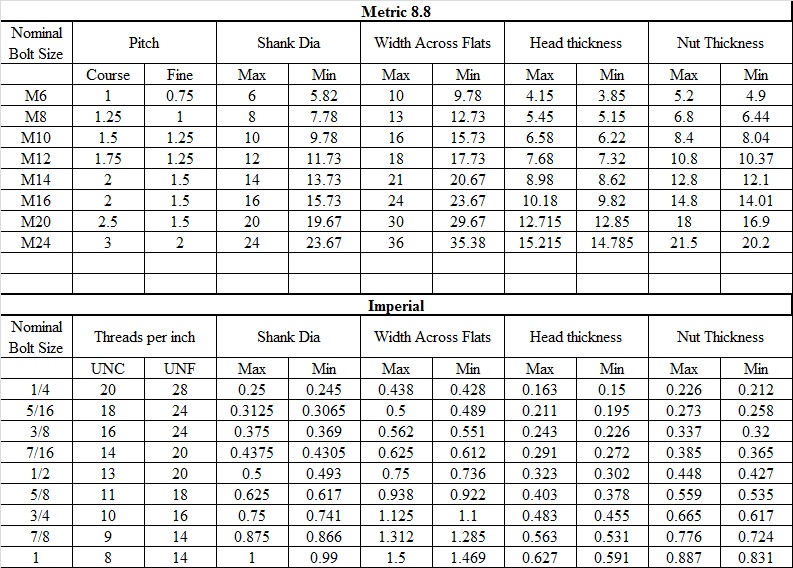 Metric 8.8
Nominal Bolt Size Pitch Shank Dia Width Across Flats Head thickness Nut Thickness
Course Fine Max Min Max Min Max Min Max Min
M6 1 0.75 6 5.82 10 9.78 4.15 3.85 5.2 4.9
M8 1.25 1 8 7.78 13 12.73 5.45 5.15 6.8 6.44
M10 1.5 1.25 10 9.78 16 15.73 6.58 6.22 8.4 8.04
M12 1.75 1.25 12 11.73 18 17.73 7.68 7.32 10.8 10.37
M14 2 1.5 14 13.73 21 20.67 8.98 8.62 12.8 12.1
M16 2 1.5 16 15.73 24 23.67 10.18 9.82 14.8 14.01
M20 2.5 1.5 20 19.67 30 29.67 12.715 12.85 18 16.9
M24 3 2 24 23.67 36 35.38 15.215 14.785 21.5 20.2
Imperial
Nominal Bolt Size Threads per inch Shank Dia Width Across Flats Head thickness Nut Thickness
UNC UNF Max Min Max Min Max Min Max Min
1/4 20 28 0.25 0.245 0.438 0.428 0.163 0.15 0.226 0.212
5/16 18 24 0.3125 0.3065 0.5 0.489 0.211 0.195 0.273 0.258
3/8 16 24 0.375 0.369 0.562 0.551 0.243 0.226 0.337 0.32
7/16 14 20 0.4375 0.4305 0.625 0.612 0.291 0.272 0.385 0.365
1/2 13 20 0.5 0.493 0.75 0.736 0.323 0.302 0.448 0.427
5/8 11 18 0.625 0.617 0.938 0.922 0.403 0.378 0.559 0.535
3/4 10 16 0.75 0.741 1.125 1.1 0.483 0.455 0.665 0.617
7/8 9 14 0.875 0.866 1.312 1.285 0.563 0.531 0.776 0.724
1 8 14 1 0.99 1.5 1.469 0.627 0.591 0.887 0.831